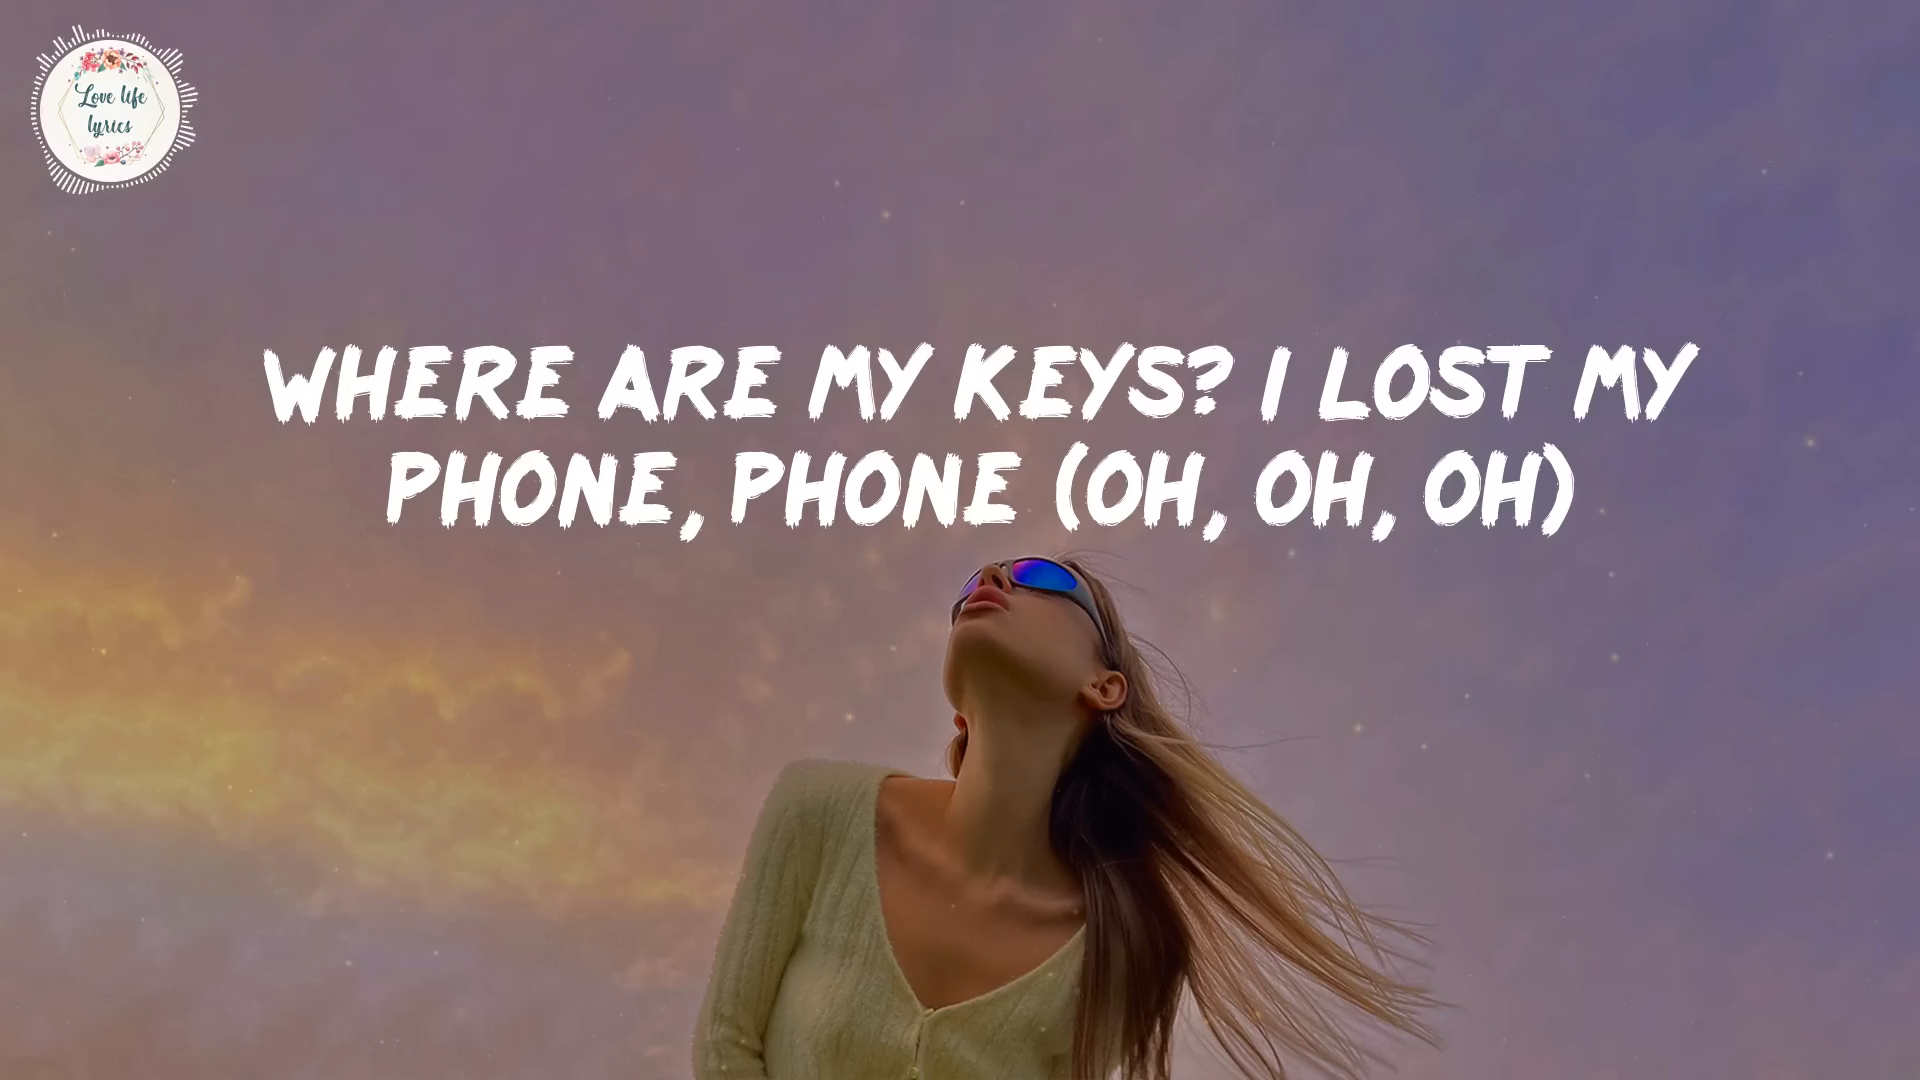 Love life
lyrics
WHERE ARE MY KEYS? I LOST MY
PHONE, PHONE (OH, OH, OH)